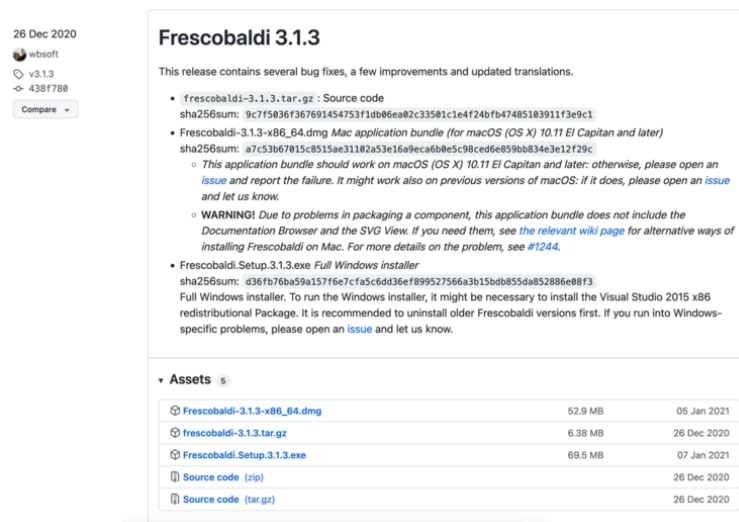 26 Dec 2020
wbsoft
v3.1.3
438f780
Compare
Frescobaldi 3.1.3
This release contains several bug fixes, a few improvements and updated translations.
frescobaldi-3.1.3.tar.gz : Source code
sha256sum: 9c7f5036f367691454753f1db06ea02c33501c1e4f24bfb47485103911f3e9c1
Frescobaldi-3.1.3-x86_64.dmg Mac application bundle (for macOS (OS X) 10.11 El Capitan and later)
sha256sum: a7c53b67015c8515ae31102a53e16a9eca6b0e5c98ced6e859bb834e3e12f29c
This application bundle should work on macOS (OS X) 10.11 El Capitan and later: otherwise, please open an
issue and report the failure. It might work also on previous versions of macOS: if it does, please open an issue
and let us know.
WARNING! Due to problems in packaging a component, this application bundle does not include the
Documentation Browser and the SVG View. If you need them, see the relevant wiki page for alternative ways of
installing Frescobaldi on Mac. For more details on the problem, see #1244.
Frescobaldi.Setup.3.1.3.exe Full Windows installer
sha256sum: d36fb76ba59a157f6e7cfa5c6dd36ef899527566a3b15bdb855da852886e08f3
Full Windows installer. To run the Windows installer, it might be necessary to install the Visual Studio 2015 x86
redistributional Package. It is recommended to uninstall older Frescobaldi versions first. If you run into Windows-
specific problems, please open an issue and let us know.
Assets 5
Frescobaldi-3.1.3-x86_64.dmg 52.9 MB 05 Jan 2021
frescobaldi-3.1.3.tar.gz 6.38 MB 26 Dec 2020
Frescobaldi.Setup.3.1.3.exe 69.5 MB 07 Jan 2021
Source code (zip) 26 Dec 2020
Source code (tar.gz) 26 Dec 2020